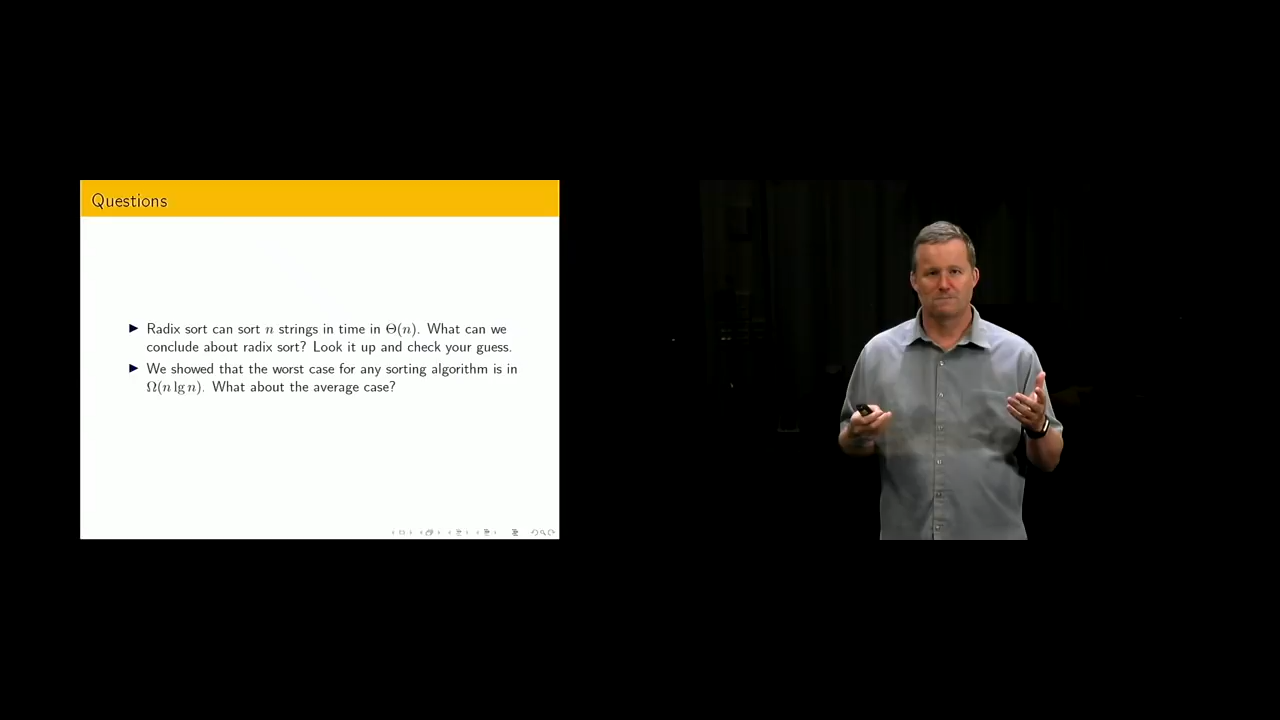 Questions
▶ Radix sort can sort n strings in time in Θ(n). What can we
conclude about radix sort? Look it up and check your guess.
▶ We showed that the worst case for any sorting algorithm is in
Ω(n lg n). What about the average case?